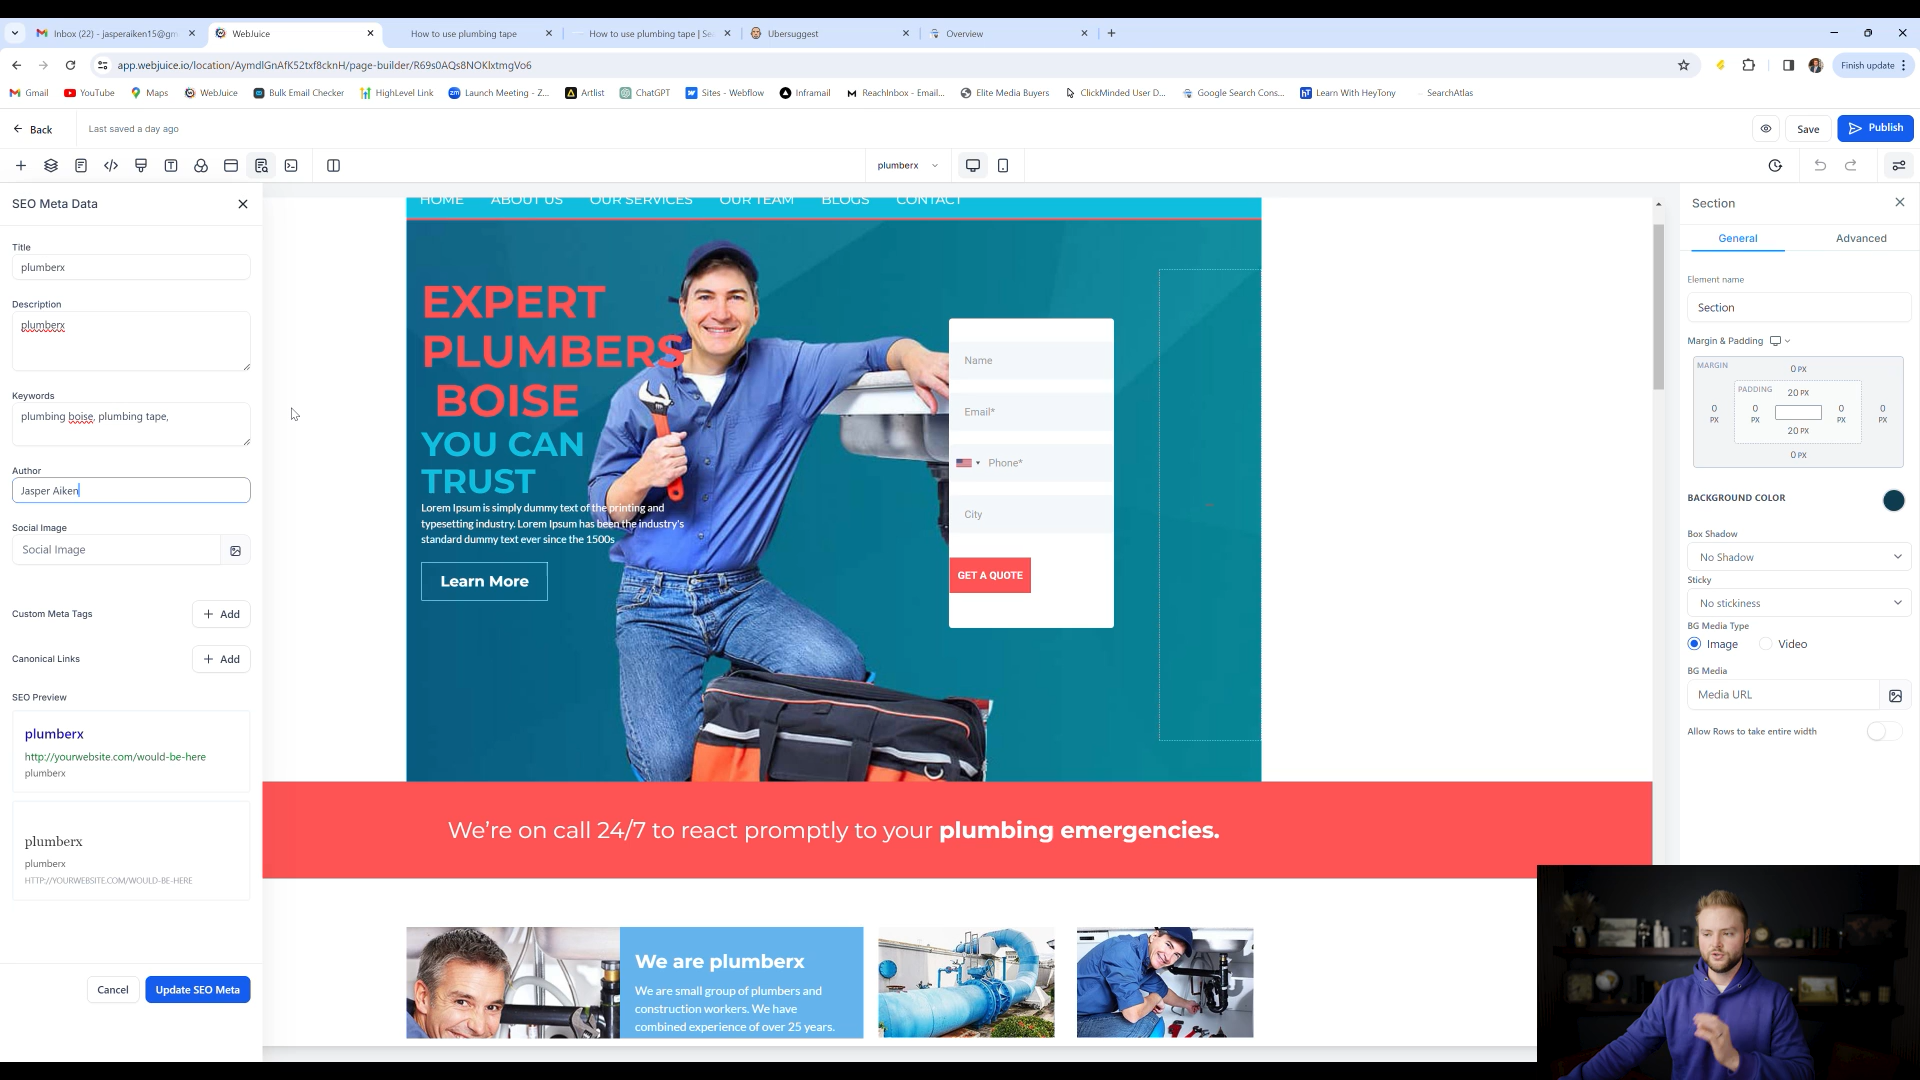 Inbox (22) - jasperaiken15@gm
WebJuice
How to use plumbing tape
How to use plumbing tape | Se
Ubersuggest
Overview
app.webjuice.io/location/AymdlGnAfK52txf8cknH/page-builder/R69s0AQs8NOKlxtmgVo6
Finish update
Gmail
YouTube
Maps
WebJuice
Bulk Email Checker
HighLevel Link
Launch Meeting - Z...
Artlist
ChatGPT
Sites - Webflow
Inframail
ReachInbox - Email...
Elite Media Buyers
ClickMinded User D...
Google Search Cons...
Learn With HeyTony
SearchAtlas
Back
Last saved a day ago
Save
Publish
plumberx
SEO Meta Data
Title
plumberx
Description
plumberx
Keywords
plumbing boise, plumbing tape,
Author
Jasper Aiken
Social Image
Social Image
Custom Meta Tags
Add
Canonical Links
Add
SEO Preview
plumberx
http://yourwebsite.com/would-be-here
plumberx
plumberx
plumberx
HTTP://YOURWEBSITE.COM/WOULD-BE-HERE
Cancel
Update SEO Meta
HOME ABOUT US OUR SERVICES OUR TEAM BLOGS CONTACT
EXPERT
PLUMBERS
BOISE
YOU CAN
TRUST
Lorem Ipsum is simply dummy text of the printing and
typesetting industry. Lorem Ipsum has been the industry's
standard dummy text ever since the 1500s
Learn More
Name
Email*
Phone*
City
GET A QUOTE
We're on call 24/7 to react promptly to your plumbing emergencies.
We are plumberx
We are small group of plumbers and
construction workers. We have
combined experience of over 25 years.
Section
General
Advanced
Element name
Section
Margin & Padding
MARGIN
0 PX
PADDING
20 PX
0
PX
0
PX
0
PX
0
PX
20 PX
0 PX
BACKGROUND COLOR
Box Shadow
No Shadow
Sticky
No stickiness
BG Media Type
Image
Video
BG Media
Media URL
Allow Rows to take entire width